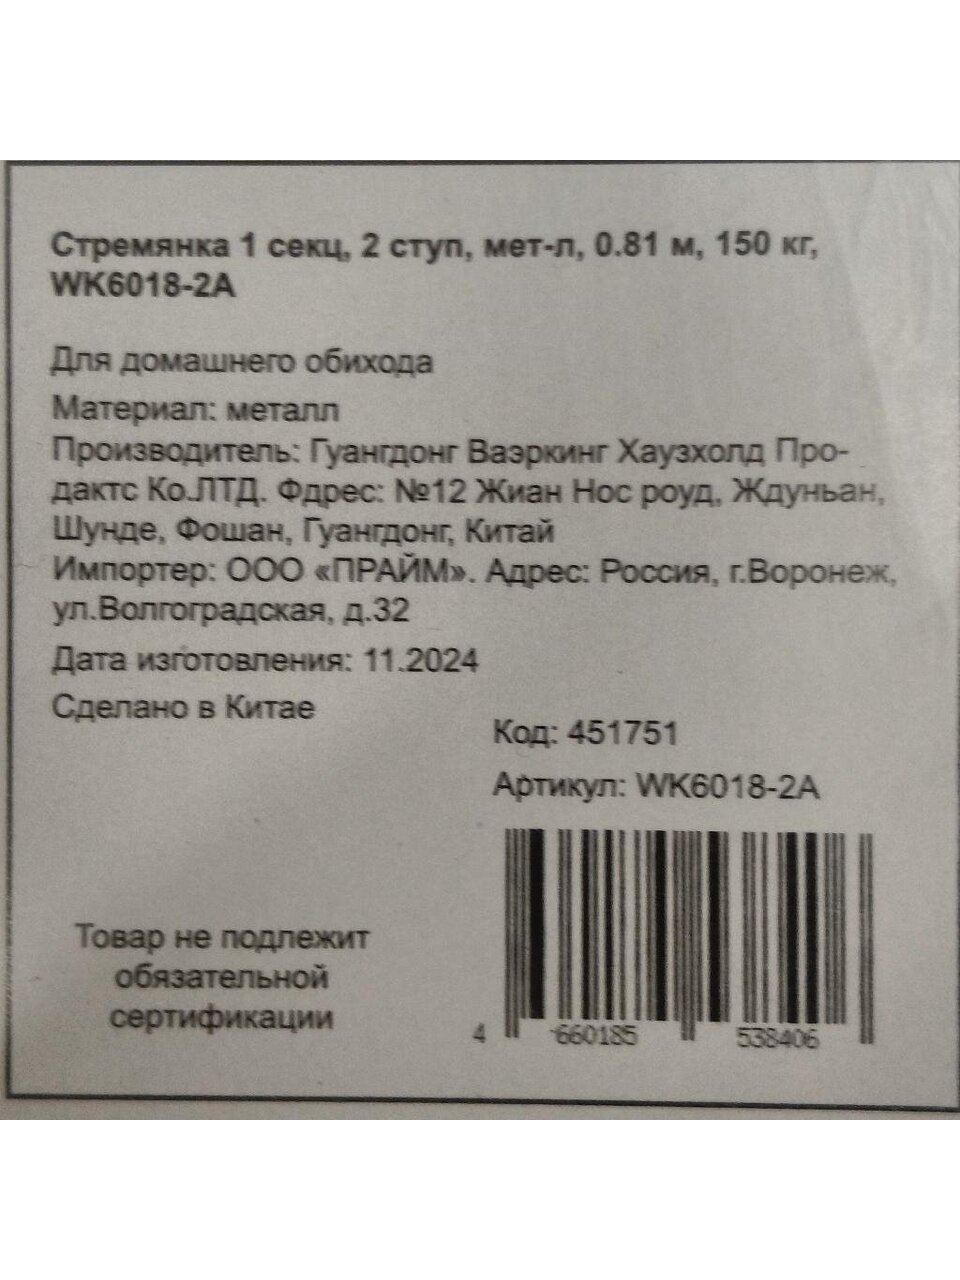 Стремянка 1 секц, 2 ступ, мет-л, 0.81 м, 150 кг,
WK6018-2A
Для домашнего обихода
Материал: металл
Производитель: Гуангдонг Ваэркинг Хаузхолд Про-
дактс Ко.ЛТД. Фдрес: №12 Жиан Нос роуд, Ждуньан,
Шунде, Фошан, Гуангдонг, Китай
Импортер: ООО «ПРАЙМ». Адрес: Россия, г.Воронеж,
ул.Волгоградская, д.32
Дата изготовления: 11.2024
Сделано в Китае
Код: 451751
Артикул: WK6018-2A
Товар не подлежит
обязательной
сертификации
4 660185 538406